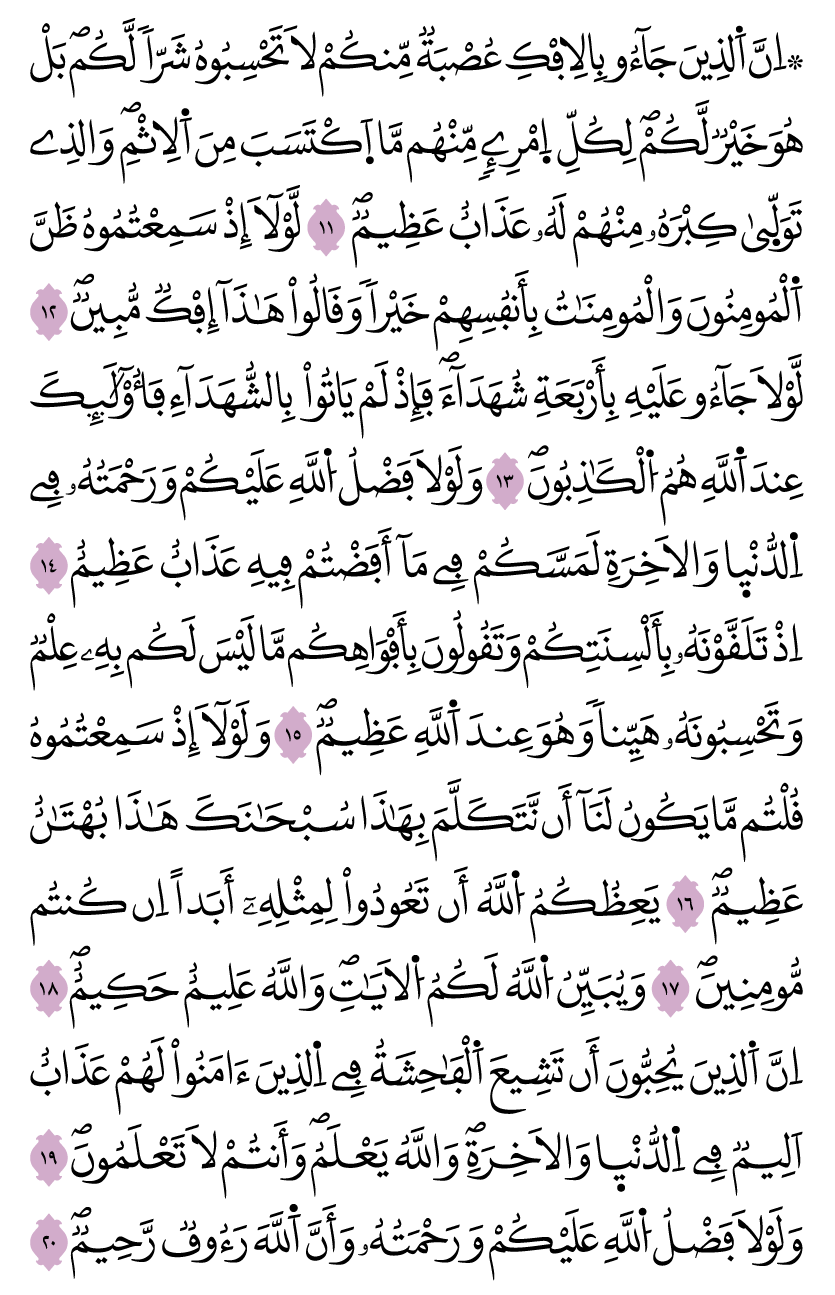 ۞ اِنَّ اَ۬لذِينَ جَآءُو بِالِافْكِ عُصْبَةٞ مِّنكُمْ لَا تَحْسِبُوهُ شَرّاٗ لَّكُمۖ بَلْ
هُوَ خَيْرٞ لَّكُمْۖ لِكُلِّ اِ۪مْرِےٕٖ مِّنْهُم مَّا اَ۪كْتَسَبَ مِنَ اَ۬لِاثْمِۖ وَالذِے
تَوَلّ۪يٰ كِبْرَهُۥ مِنْهُمْ لَهُۥ عَذَابٌ عَظِيمٞۖ ١١ لَّوْلَآ إِذْ سَمِعْتُمُوهُ ظَنَّ
اَ۬لْمُومِنُونَ وَالْمُومِنَٰتُ بِأَنفُسِهِمْ خَيْراٗ وَقَالُواْ هَٰذَآ إِفْكٞ مُّبِينٞۖ ١٢
لَّوْلَا جَآءُو عَلَيْهِ بِأَرْبَعَةِ شُهَدَآءَۖ فَإِذْ لَمْ يَاتُواْ بِالشُّهَدَآءِ فَأُوْلَٰٓئِكَ
عِندَ اَ۬للَّهِ هُمُ اُ۬لْكَٰذِبُونَۖ ١٣ وَلَوْلَا فَضْلُ اُ۬للَّهِ عَلَيْكُمْ وَرَحْمَتُهُۥ فِے
اِ۬لدُّنْي۪ا وَالَاخِرَةِ لَمَسَّكُمْ فِے مَآ أَفَضْتُمْ فِيهِ عَذَابٌ عَظِيمٌ ١٤
اِذْ تَلَقَّوْنَهُۥ بِأَلْسِنَتِكُمْ وَتَقُولُونَ بِأَفْوَاهِكُم مَّا لَيْسَ لَكُم بِهِۦ عِلْمٞ
وَتَحْسِبُونَهُۥ هَيِّناٗ وَهُوَ عِندَ اَ۬للَّهِ عَظِيمٞۖ ١٥ وَلَوْلَآ إِذْ سَمِعْتُمُوهُ
قُلْتُم مَّا يَكُونُ لَنَآ أَن نَّتَكَلَّمَ بِهَٰذَا سُبْحَٰنَكَ هَٰذَا بُهْتَٰنٌ
عَظِيمٞۖ ١٦ يَعِظُكُمُ اُ۬للَّهُ أَن تَعُودُواْ لِمِثْلِهِۦٓ أَبَداً اِن كُنتُم
مُّومِنِينَۖ ١٧ وَيُبَيِّنُ اُ۬للَّهُ لَكُمُ اُ۬لَايَٰتِۖ وَاللَّهُ عَلِيمٌ حَكِيمٌۖ ١٨
اِنَّ اَ۬لذِينَ يُحِبُّونَ أَن تَشِيعَ اَ۬لْفَٰحِشَةُ فِے اِ۬لذِينَ ءَامَنُواْ لَهُمْ عَذَابٌ
اَلِيمٞ فِے اِ۬لدُّنْي۪ا وَالَاخِرَةِۖ وَاللَّهُ يَعْلَمُۖ وَأَنتُمْ لَا تَعْلَمُونَۖ ١٩
وَلَوْلَا فَضْلُ اُ۬للَّهِ عَلَيْكُمْ وَرَحْمَتُهُۥ وَأَنَّ اَ۬للَّهَ رَءُوفٞ رَّحِيمٞۖ ٢٠